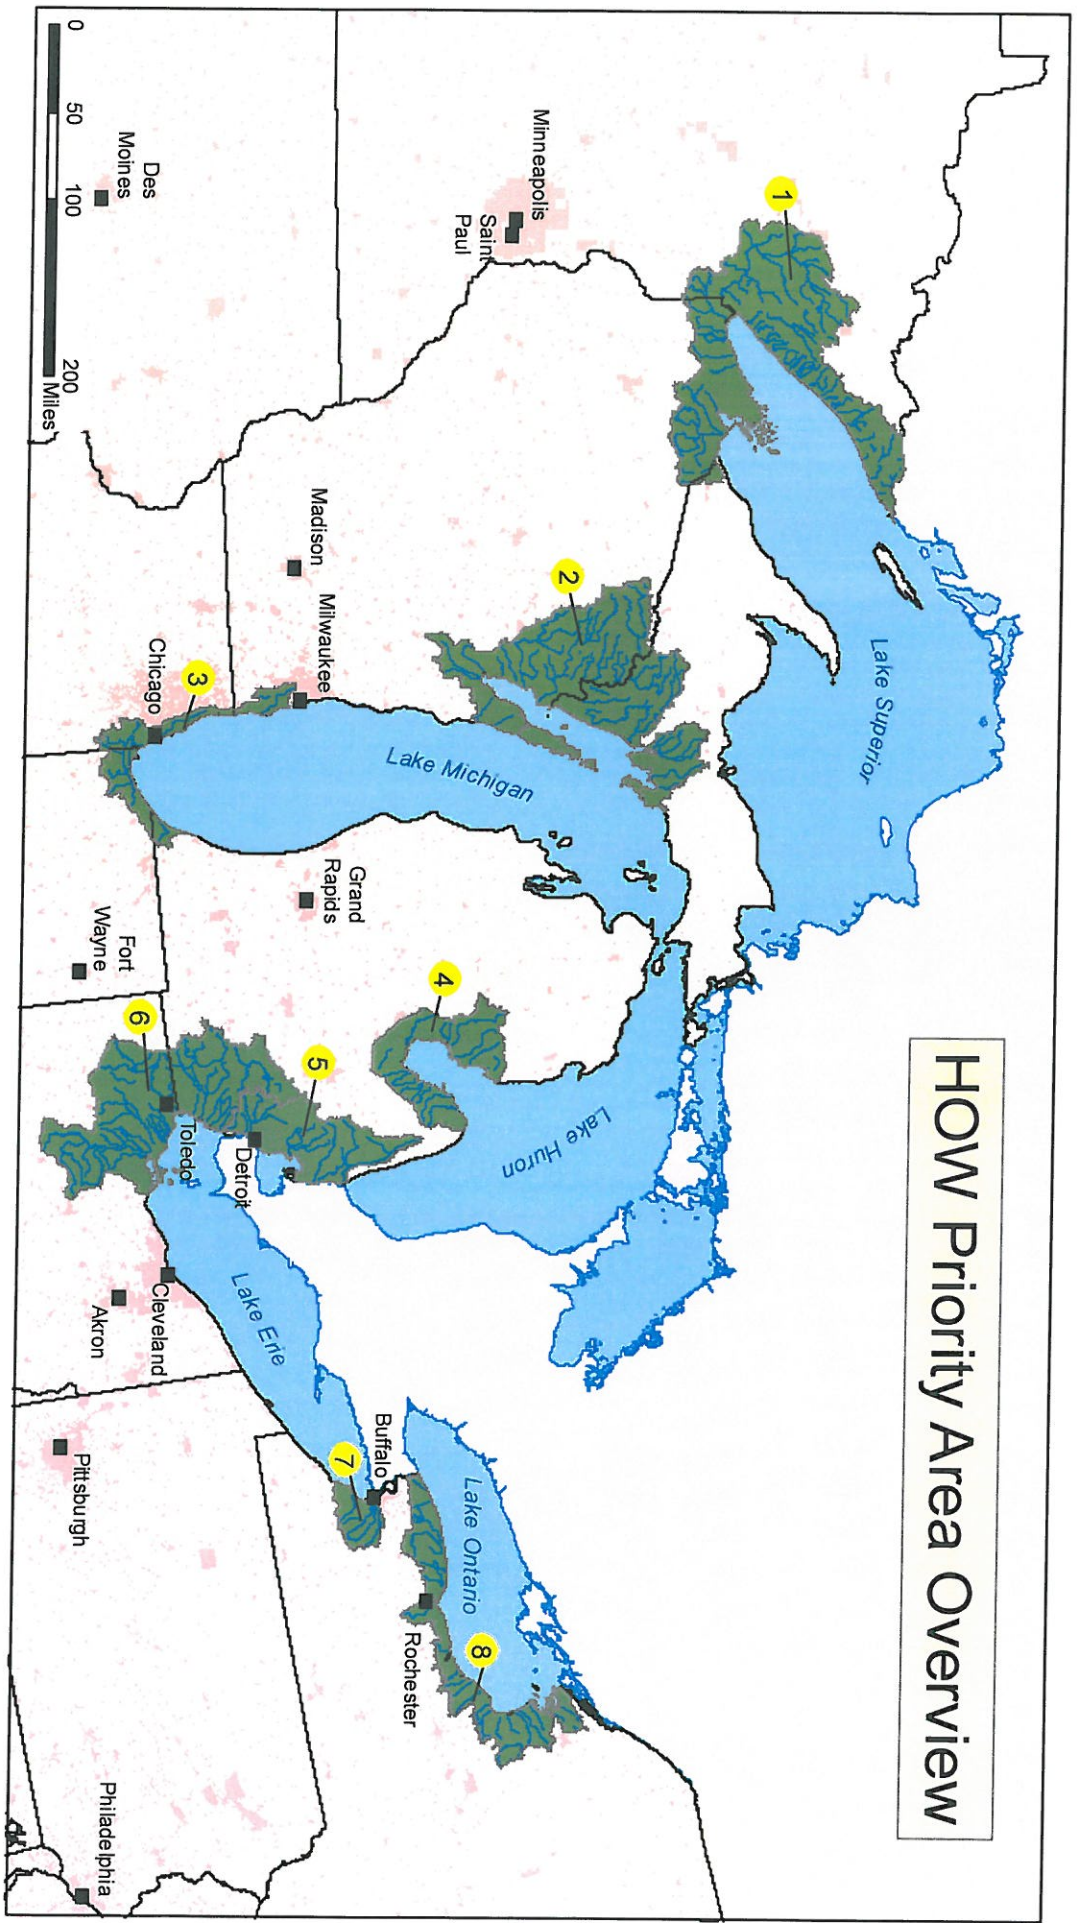 HOW Priority Area Overview
1
Minneapolis
Saint
Paul
Lake Superior
2
Des
Moines
Madison
Milwaukee
3
Chicago
Lake Michigan
Grand
Rapids
4
Lake Huron
Fort
Wayne
5
6
Detroit
Toledo
Cleveland
Akron
Lake Erie
Buffalo
7
Lake Ontario
8
Rochester
Pittsburgh
Philadelphia
0 50 100 200
Miles